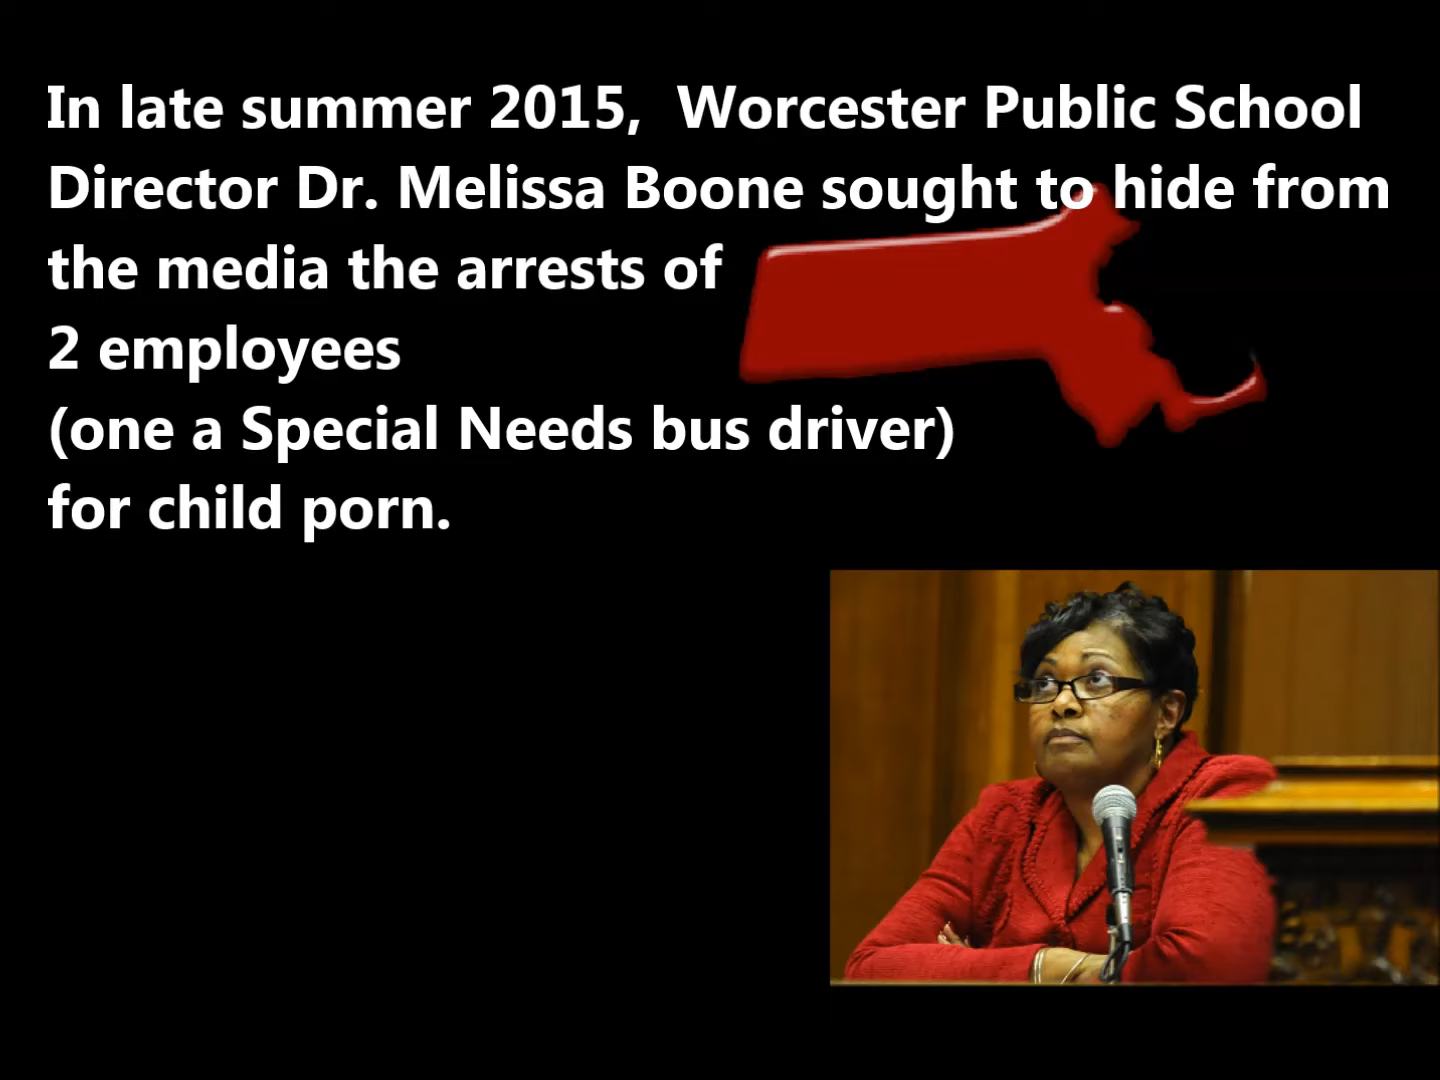 In late summer 2015,  Worcester Public School
Director Dr. Melissa Boone sought to hide from
the media the arrests of
2 employees
(one a Special Needs bus driver)
for child porn.